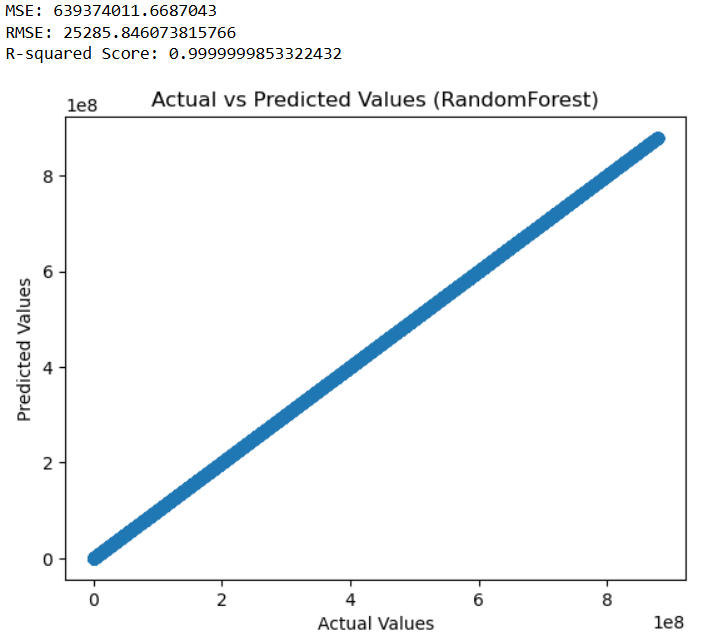 MSE: 639374011.6687043
RMSE: 25285.846073815766
R-squared Score: 0.9999999853322432
1e8
Actual vs Predicted Values (RandomForest)
8
6
4
2
0
Predicted Values
0 2 4 6 8
Actual Values
1e8